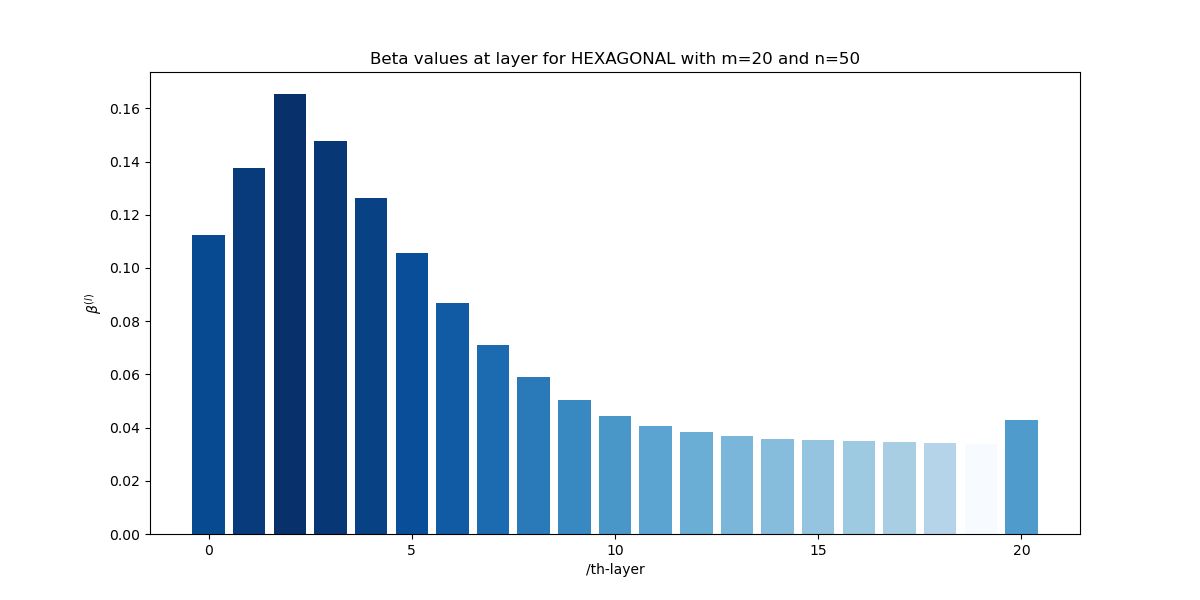 Beta values at layer for HEXAGONAL with m=20 and n=50
0.16
0.14
0.12
0.10
0.08
0.06
0.04
0.02
0.00
β⁽ˡ⁾
0 5 10 15 20
/th-layer